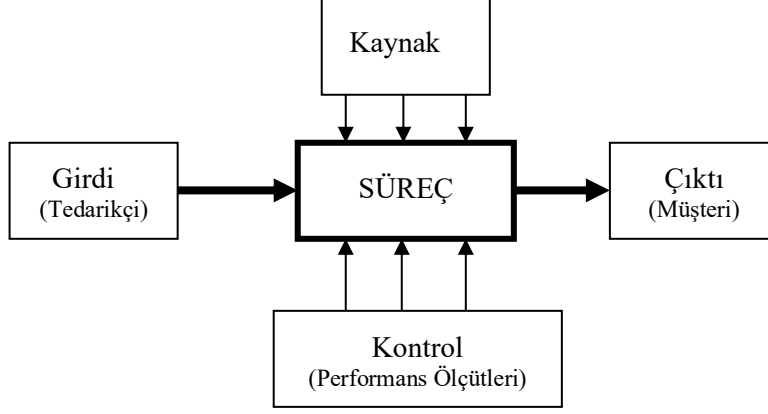 Kaynak
Girdi
(Tedarikçi)
SÜREÇ
Çıktı
(Müşteri)
Kontrol
(Performans Ölçütleri)